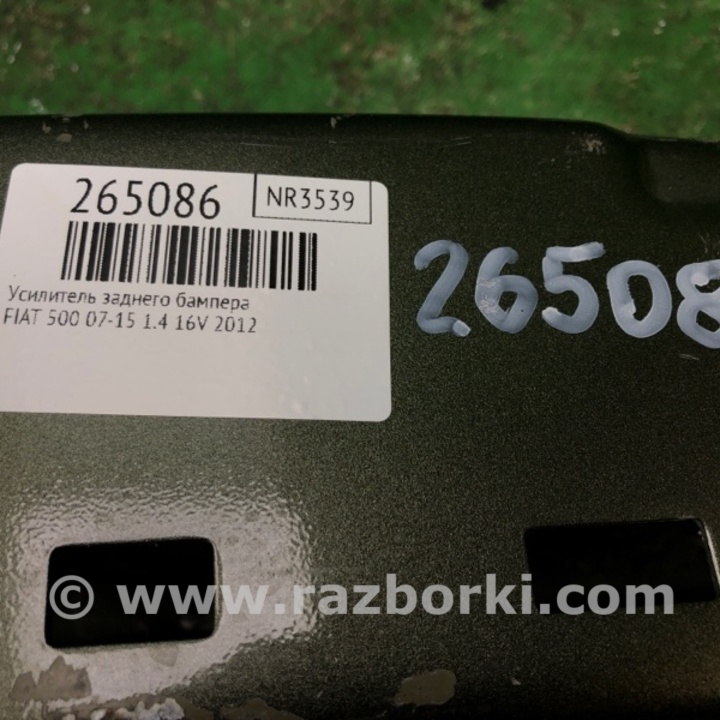 265086
NR3539
Усилитель заднего бампера
FIAT 500 07-15 1.4 16V 2012
26508
© www.razborki.com